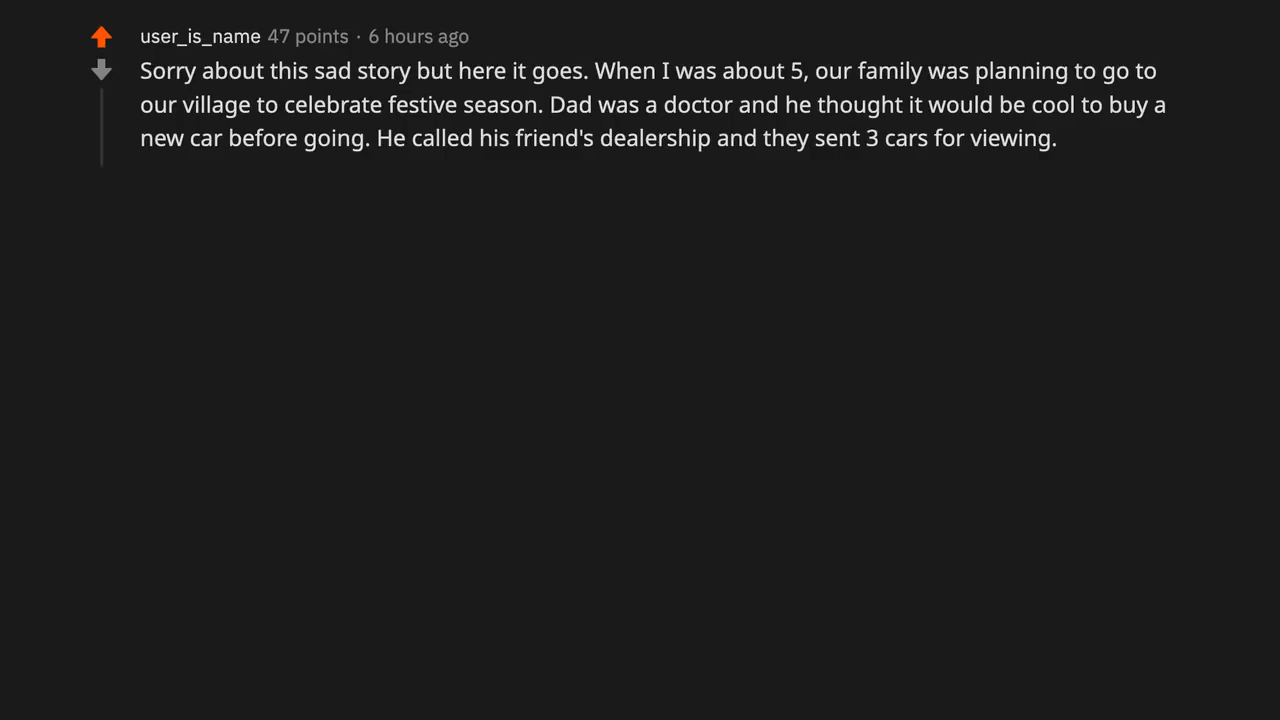 user_is_name 47 points · 6 hours ago
Sorry about this sad story but here it goes. When I was about 5, our family was planning to go to
our village to celebrate festive season. Dad was a doctor and he thought it would be cool to buy a
new car before going. He called his friend's dealership and they sent 3 cars for viewing.